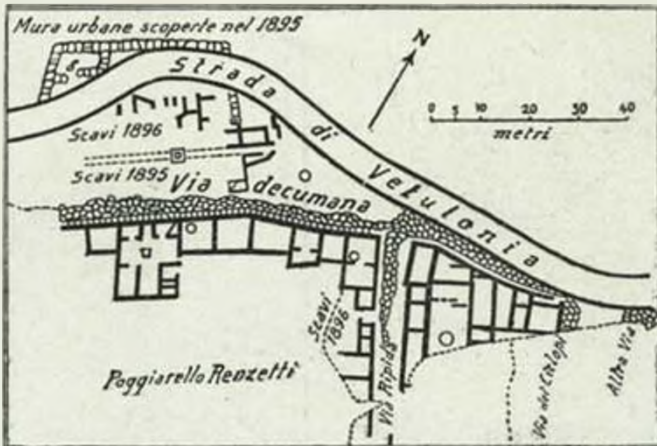 Mura urbane scoperte nel 1895
g
Strada di Vetulonia
N
0 5 10 20 30 40
metri
Scavi 1896
Scavi 1895
Via decumana
Scavi 1896
Poggiarello Renzetti
Via Ripida
Via dei Ciclopi
Altra Via